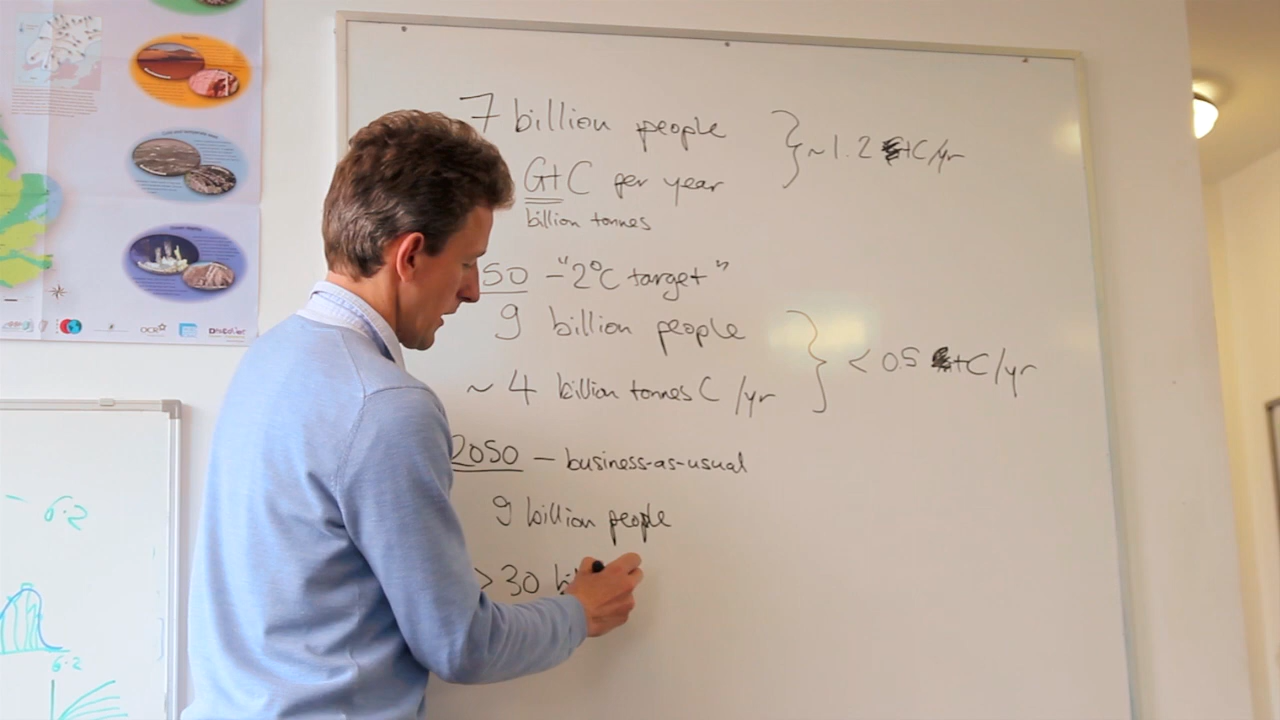 7 billion people
~1.2 tC/yr
GtC per year
billion tonnes
50 - "2°C target"
9 billion people
< 0.5 tC/yr
~ 4 billion tonnes C /yr
2050 - business-as-usual
9 billion people
> 30 bil
6.2
6.2